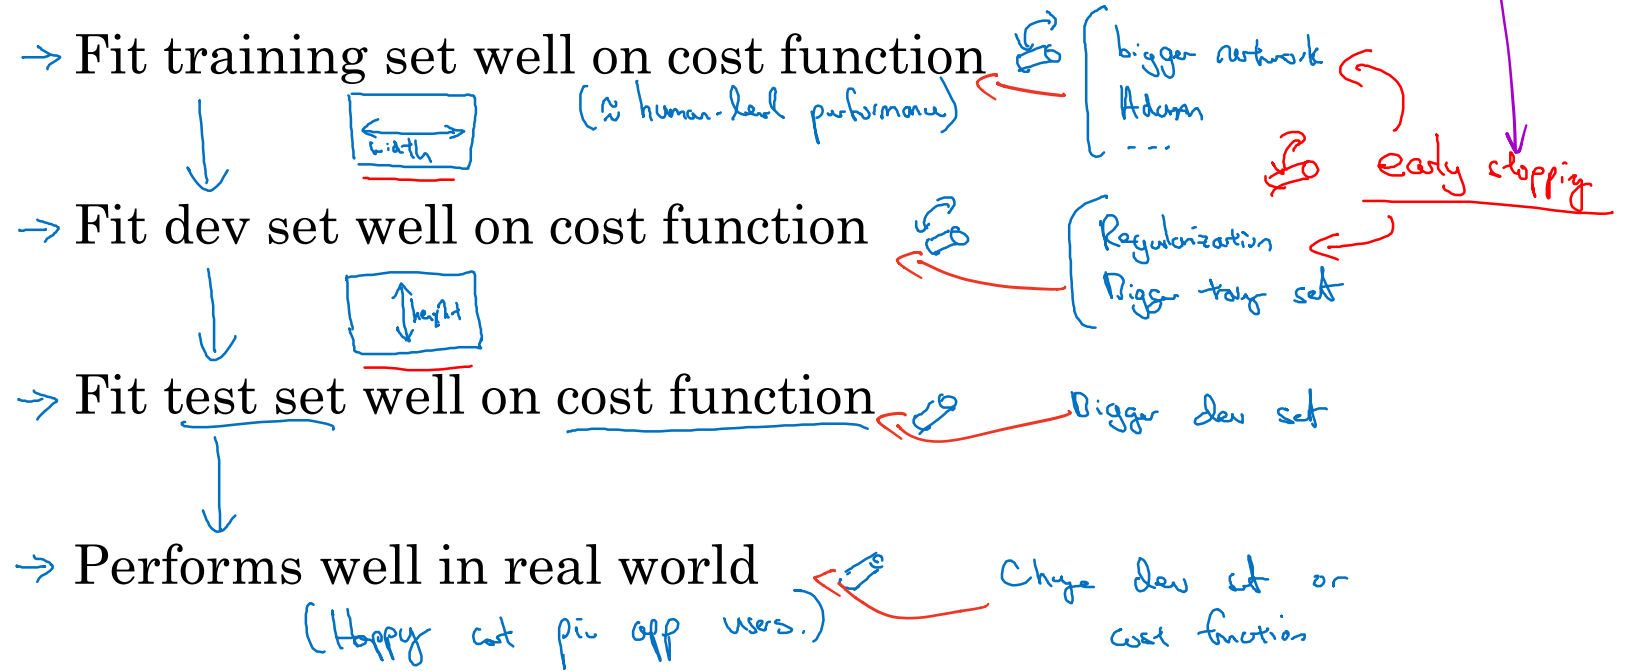 → Fit training set well on cost function
(≈ human-level performance)
bigger network
Adam
...
early stopping
width
→ Fit dev set well on cost function
Regularization
Bigger set
height
→ Fit test set well on cost function
Bigger dev set
→ Performs well in real world
(Happy cat pic app users.)
Change dev set or
cost function